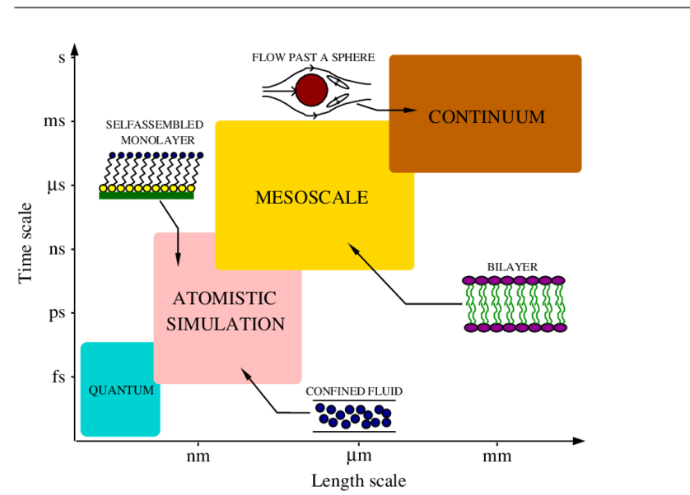 s
FLOW PAST A SPHERE
CONTINUUM
ms
SELFASSEMBLED
MONOLAYER
MESOSCALE
μs
Time scale
ns
BILAYER
ATOMISTIC
SIMULATION
ps
fs
QUANTUM
CONFINED FLUID
nm
μm
mm
Length scale